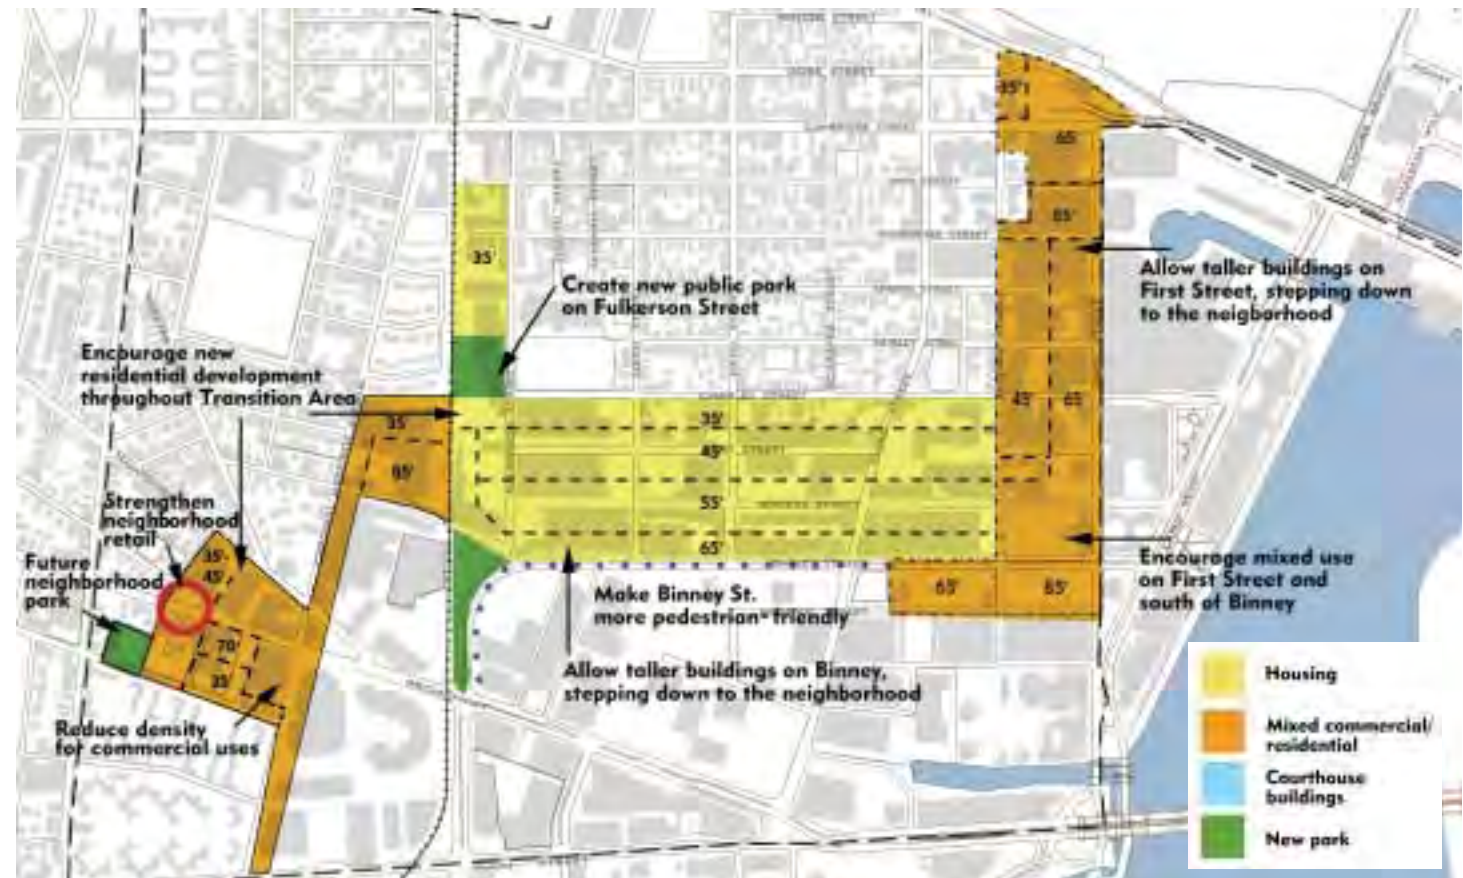 35'
65'
85'
35'
Create new public park
on Fulkerson Street
Allow taller buildings on
First Street, stepping down
to the neigborhood
Encourage new
residential development
throughout Transition Area
35'
65'
35'
45'
55'
65'
45'
65'
STREET
Strengthen
neighborhood
retail
Future
neighborhood
park
35'
45'
70'
35'
Reduce density
for commercial uses
Make Binney St.
more pedestrian-friendly
Allow taller buildings on Binney,
stepping down to the neighborhood
65'
85'
Encourage mixed use
on First Street and
south of Binney
Housing
Mixed commercial/
residential
Courthouse
buildings
New park